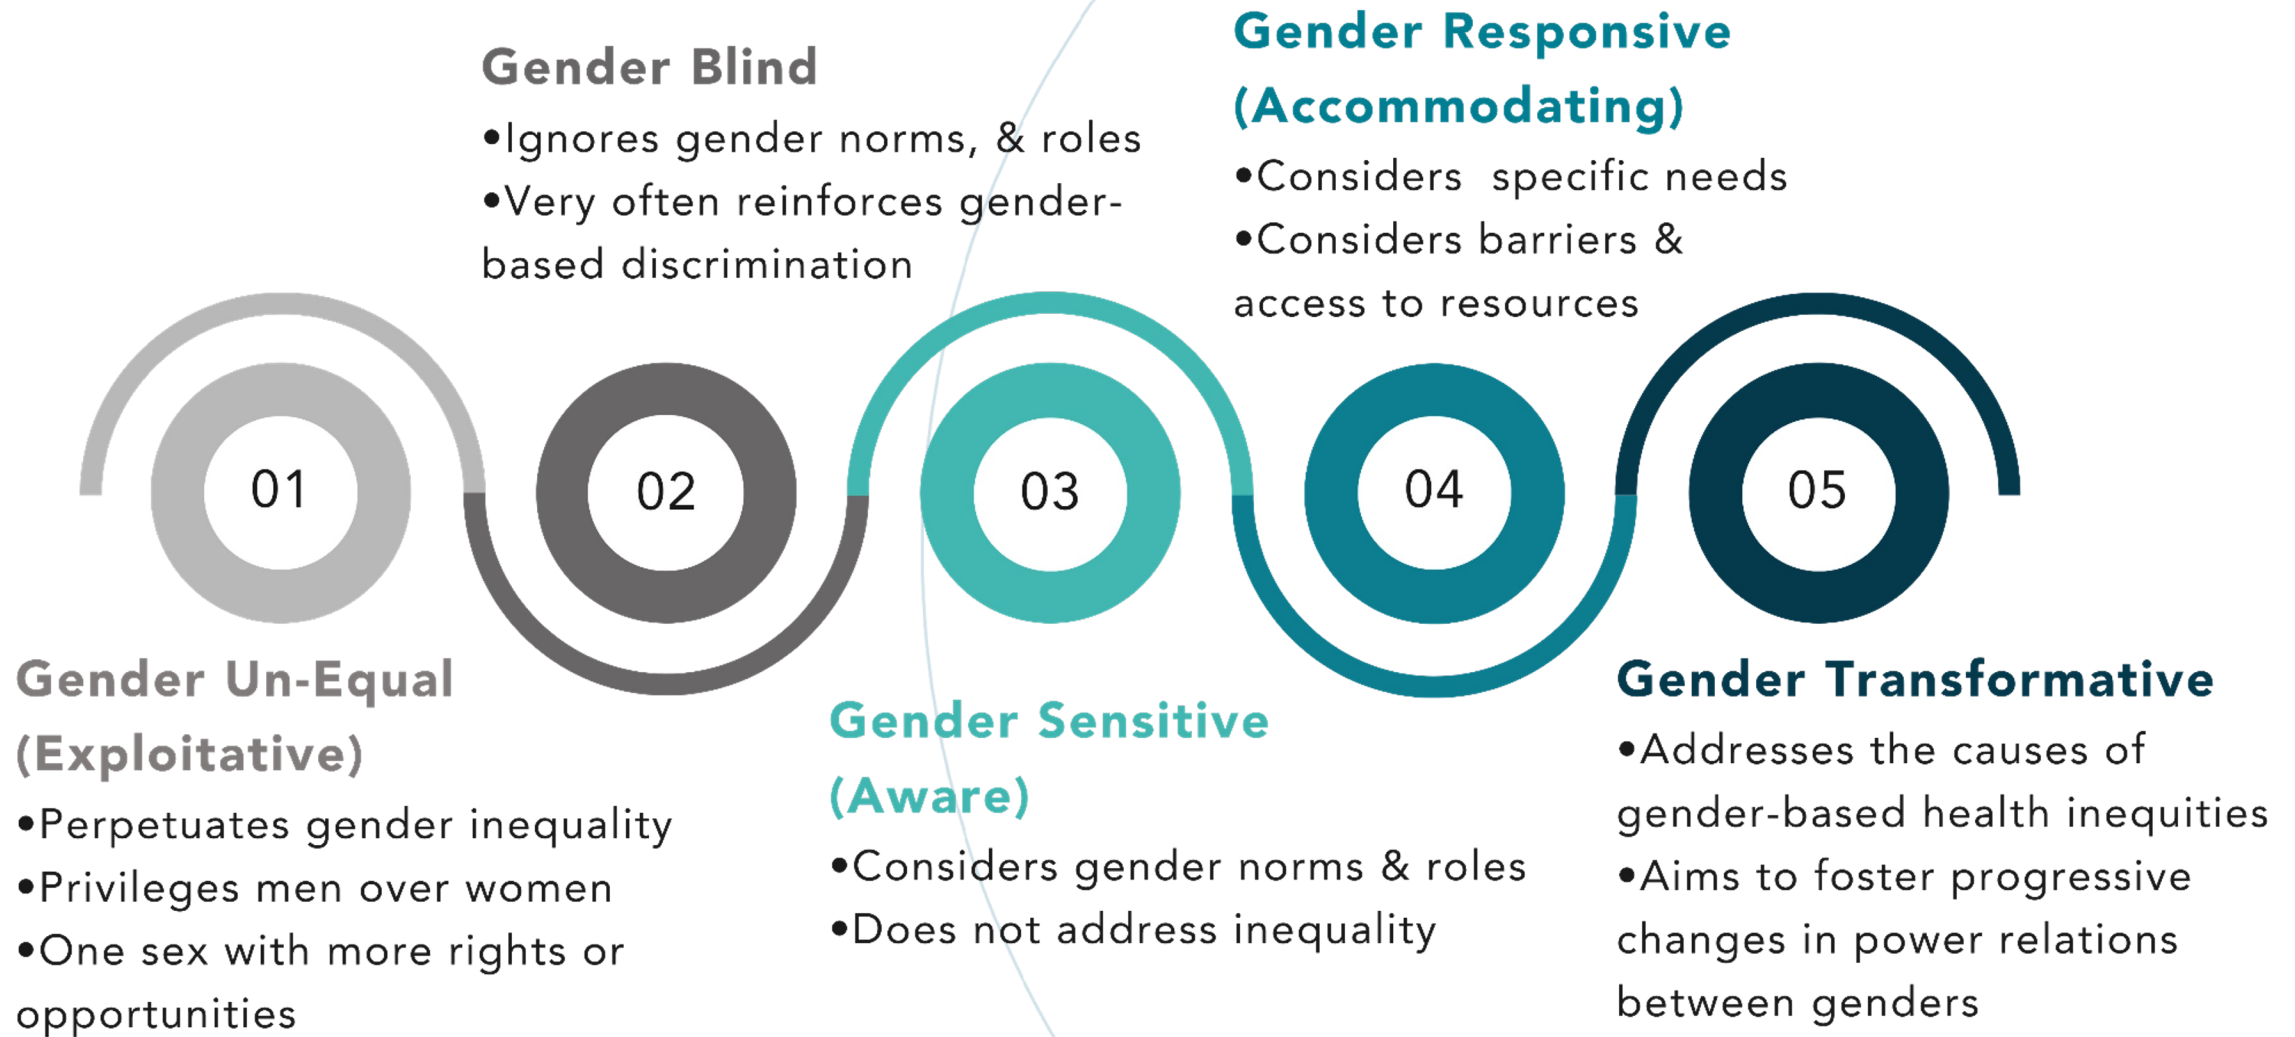 Gender Blind
•Ignores gender norms, & roles
•Very often reinforces gender-
based discrimination
Gender Responsive
(Accommodating)
•Considers specific needs
•Considers barriers &
access to resources
01
02
03
04
05
Gender Un-Equal
(Exploitative)
•Perpetuates gender inequality
•Privileges men over women
•One sex with more rights or
opportunities
Gender Sensitive
(Aware)
•Considers gender norms & roles
•Does not address inequality
Gender Transformative
•Addresses the causes of
gender-based health inequities
•Aims to foster progressive
changes in power relations
between genders